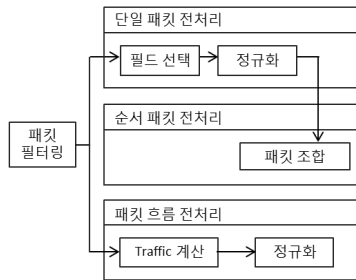 단일 패킷 전처리
필드 선택
정규화
순서 패킷 전처리
패킷
필터링
패킷 조합
패킷 흐름 전처리
Traffic 계산
정규화